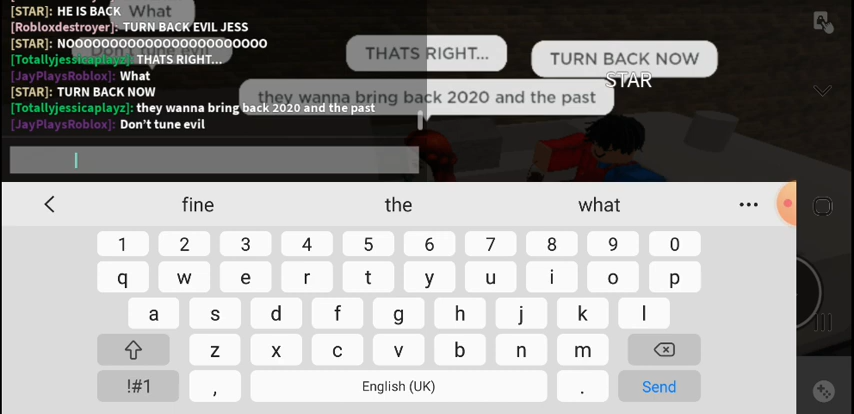 [STAR]: HE IS BACK
[Robloxdestroyer]: TURN BACK EVIL JESS
[STAR]: NOOOOOOOOOOOOOOOOOOOOOOO
[Totallyjessicaplayz]: THATS RIGHT...
[JayPlaysRoblox]: What
[STAR]: TURN BACK NOW
[Totallyjessicaplayz]: they wanna bring back 2020 and the past
[JayPlaysRoblox]: Don't tune evil
What
THATS RIGHT...
TURN BACK NOW
STAR
they wanna bring back 2020 and the past
fine the what
1 2 3 4 5 6 7 8 9 0
q w e r t y u i o p
a s d f g h j k l
z x c v b n m
!#1 , English (UK) . Send